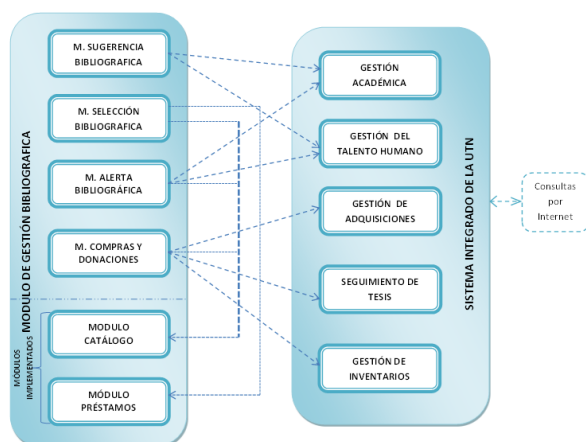 MODULO DE GESTIÓN BIBLIOGRAFICA
M. SUGERENCIA
BIBLIOGRAFICA
M. SELECCIÓN
BIBLIOGRAFICA
M. ALERTA
BIBLIOGRÁFICA
M. COMPRAS Y
DONACIONES
MÓDULOS
IMPLEMENTADOS
MODULO
CATÁLOGO
MÓDULO
PRÉSTAMOS
GESTIÓN
ACADÉMICA
GESTIÓN DEL
TALENTO HUMANO
GESTIÓN DE
ADQUISICIONES
SEGUIMIENTO DE
TESIS
GESTIÓN DE
INVENTARIOS
SISTEMA INTEGRADO DE LA UTN
Consultas
por
Internet